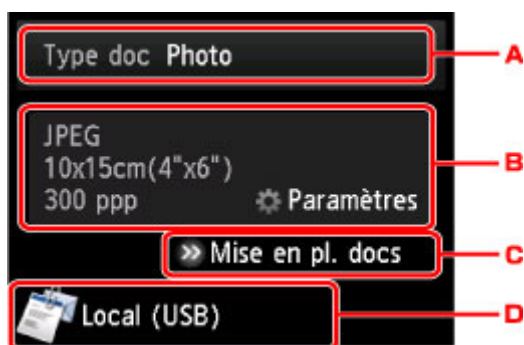 Type doc Photo
A
JPEG
10x15cm(4"x6")
B
300 ppp Paramètres
Mise en pl. docs
C
Local (USB)
D